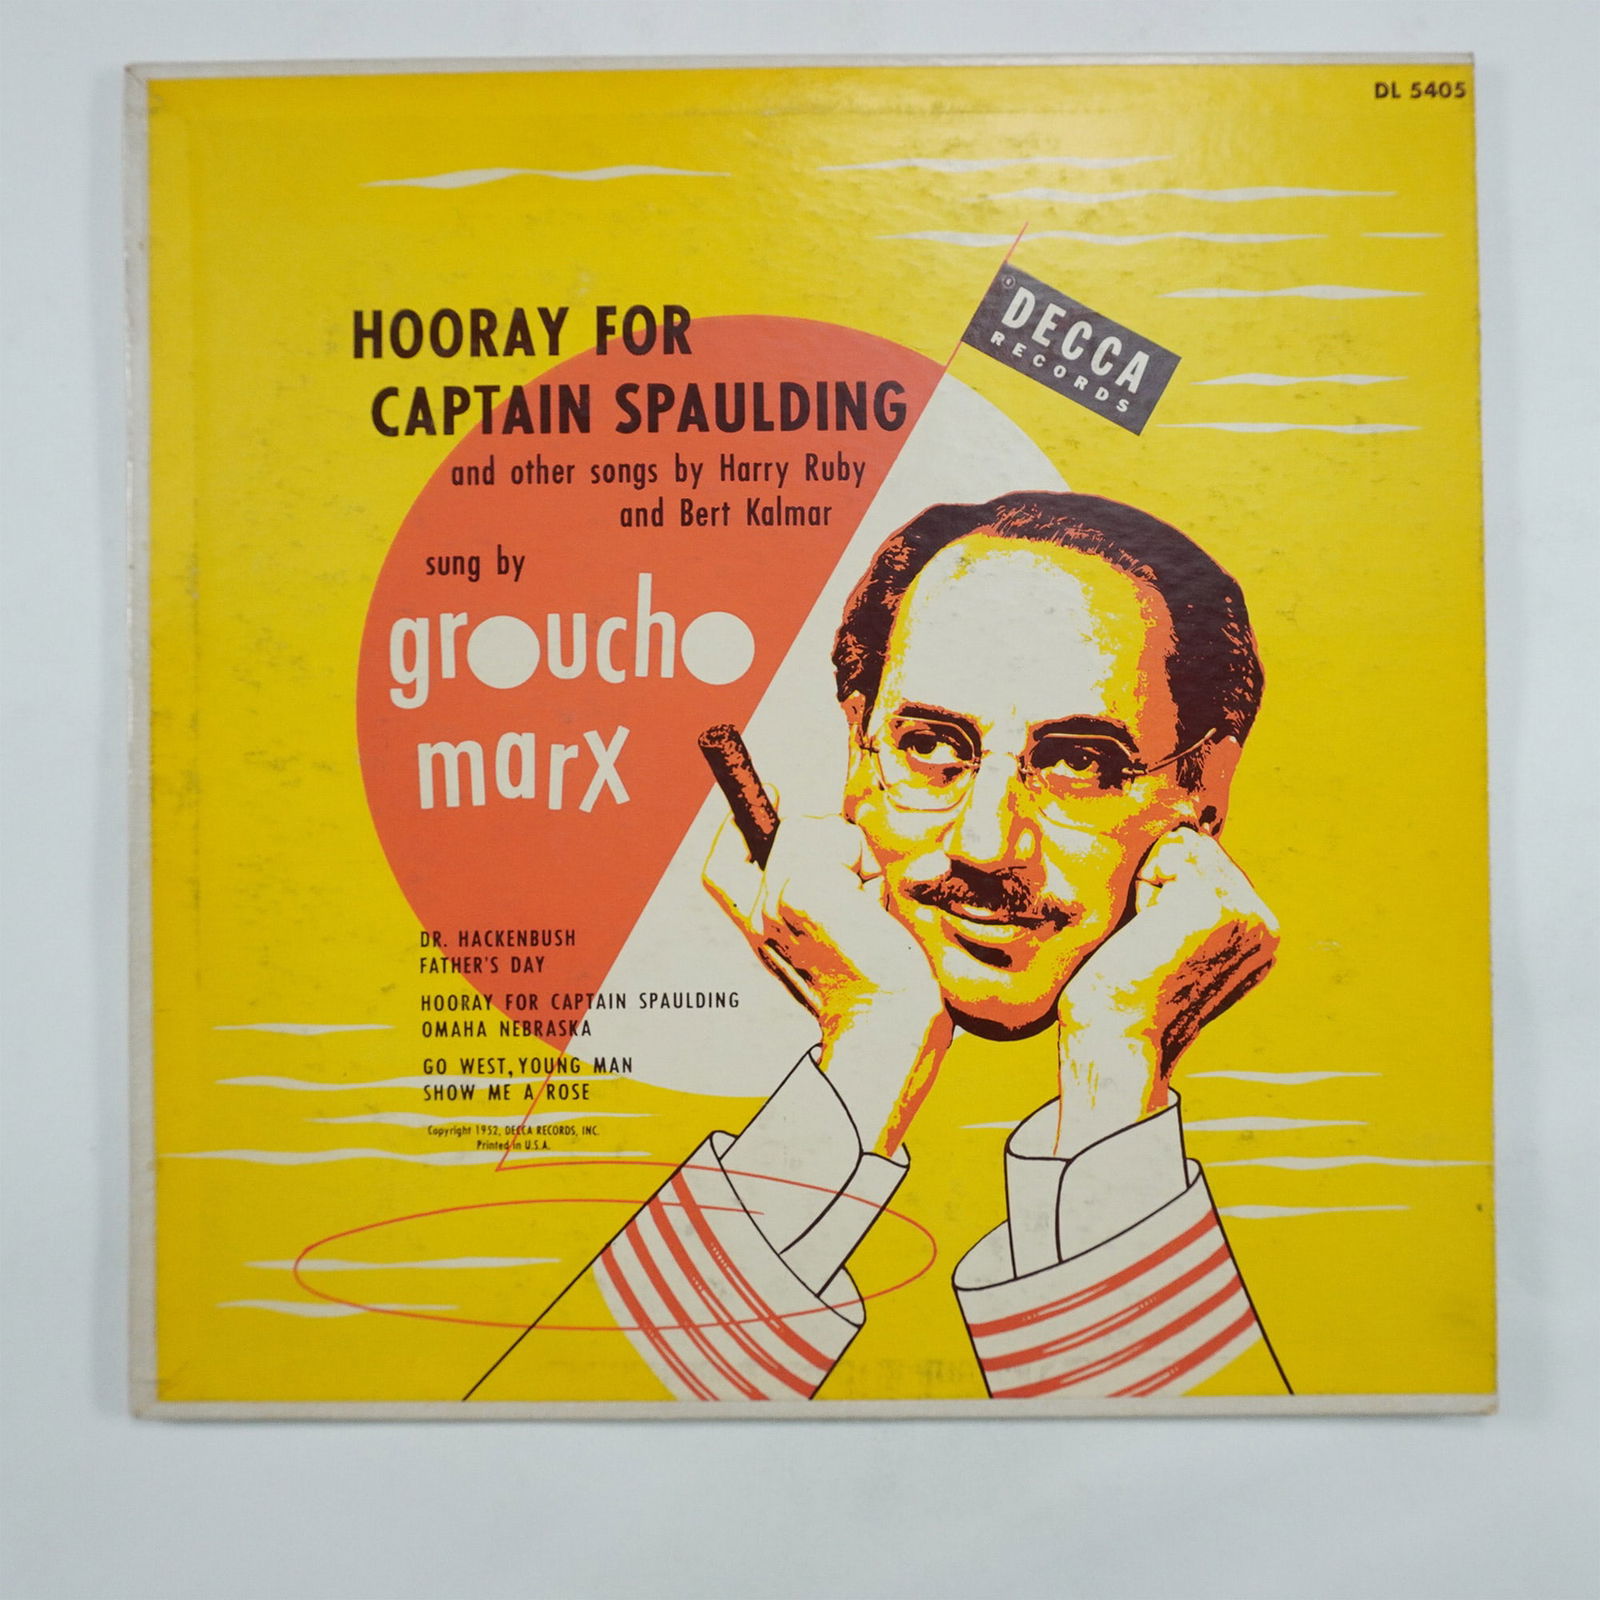 DL 5405
DECCA
RECORDS
HOORAY FOR
CAPTAIN SPAULDING
and other songs by Harry Ruby
and Bert Kalmar
sung by
groucho
marx
DR. HACKENBUSH
FATHER'S DAY
HOORAY FOR CAPTAIN SPAULDING
OMAHA NEBRASKA
GO WEST, YOUNG MAN
SHOW ME A ROSE
Copyright 1952, DECCA RECORDS, INC.
Printed in U.S.A.